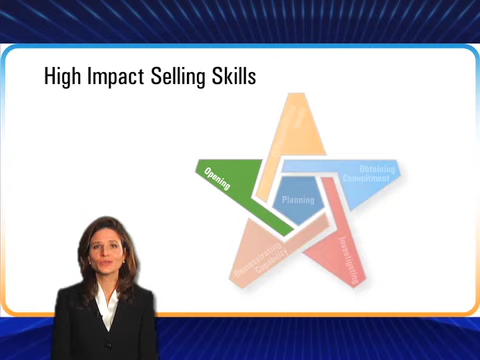 High Impact Selling Skills
Opening
Obtaining
Commitment
Planning
Demonstrating
Capability
Investigating